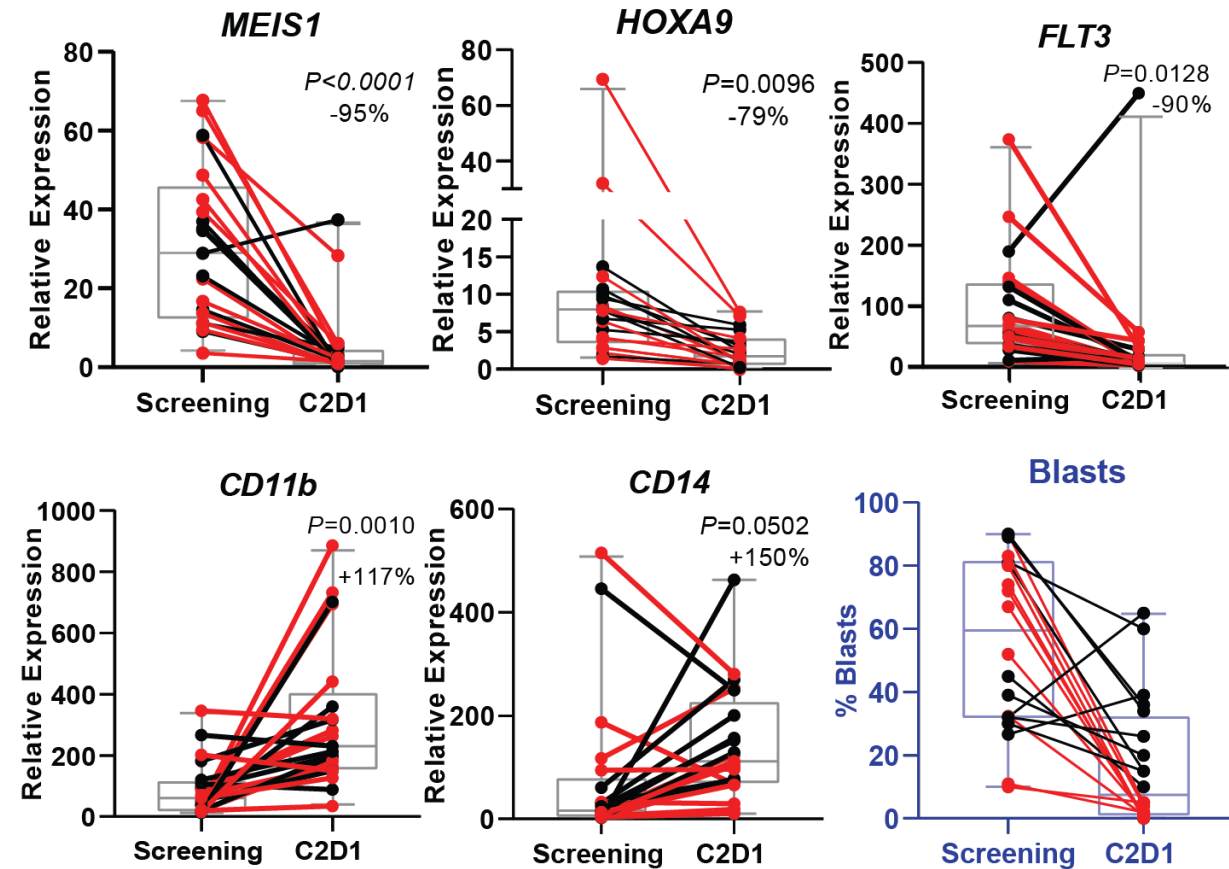 MEIS1
Relative Expression
80
60
40
20
0
P<0.0001
-95%
Screening C2D1
HOXA9
Relative Expression
80
60
40
20
15
10
5
0
P=0.0096
-79%
Screening C2D1
FLT3
Relative Expression
500
400
300
200
100
0
P=0.0128
-90%
Screening C2D1
CD11b
Relative Expression
1000
800
600
400
200
0
P=0.0010
+117%
Screening C2D1
CD14
Relative Expression
600
400
200
0
P=0.0502
+150%
Screening C2D1
Blasts
% Blasts
100
80
60
40
20
0
Screening C2D1